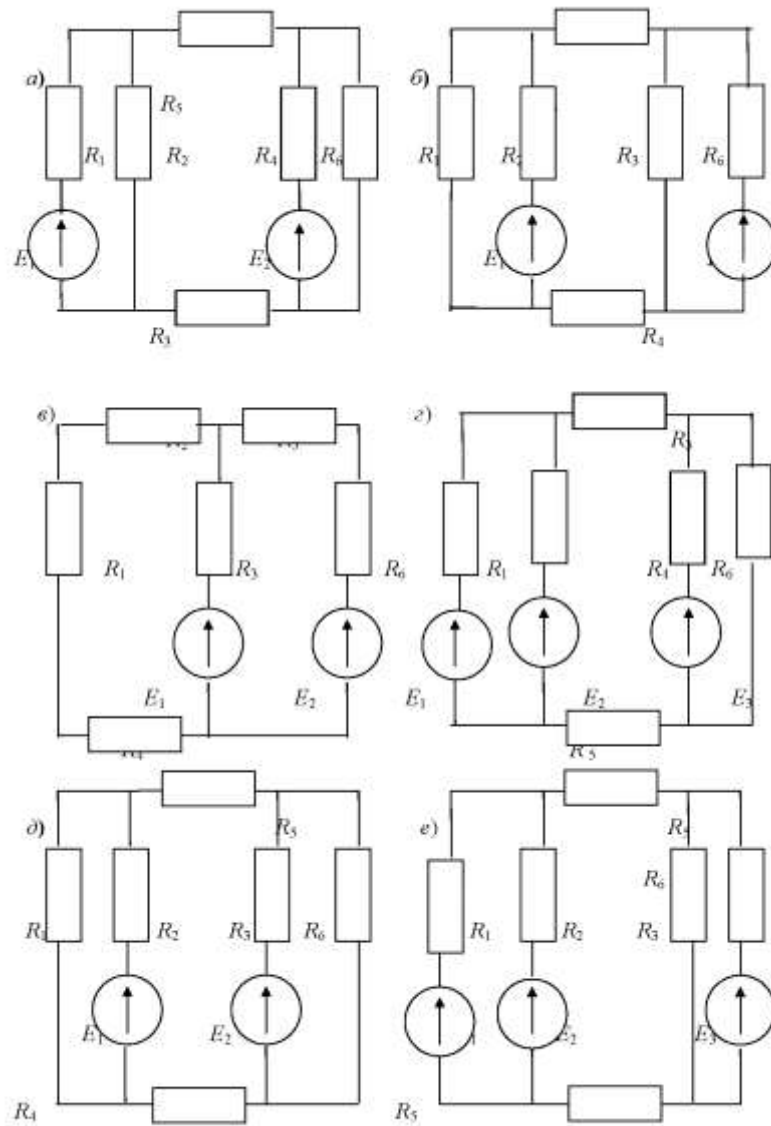 а) б)
R₅
R₁ R₂ R₄ R₆ R₁ R₂ R₃ R₆
E₁ E₂ E₁
R₃ R₄
в) г)
R₃
R₁ R₃ R₆ R₁ R₄ R₆
E₁ E₂ E₁ E₂ E₃
R₄ R₅
д) R₅ е)
R₆
R₁ R₂ R₃ R₆ R₁ R₂ R₃
E₁ E₂ E₂ E₃
R₄ R₅